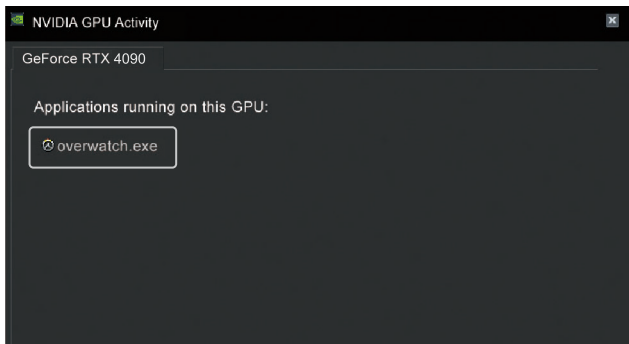 NVIDIA GPU Activity
GeForce RTX 4090
Applications running on this GPU:
overwatch.exe